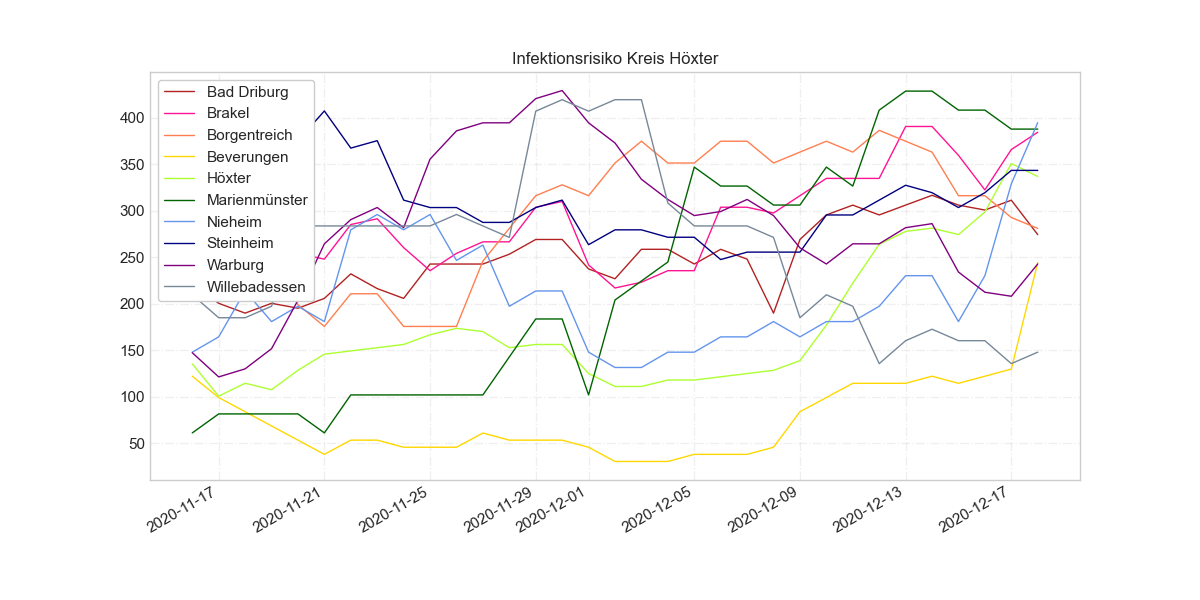 Infektionsrisiko Kreis Höxter
Bad Driburg
Brakel
Borgentreich
Beverungen
Höxter
Marienmünster
Nieheim
Steinheim
Warburg
Willebadessen
400
350
300
250
200
150
100
50
2020-11-17
2020-11-21
2020-11-25
2020-11-29
2020-12-01
2020-12-05
2020-12-09
2020-12-13
2020-12-17